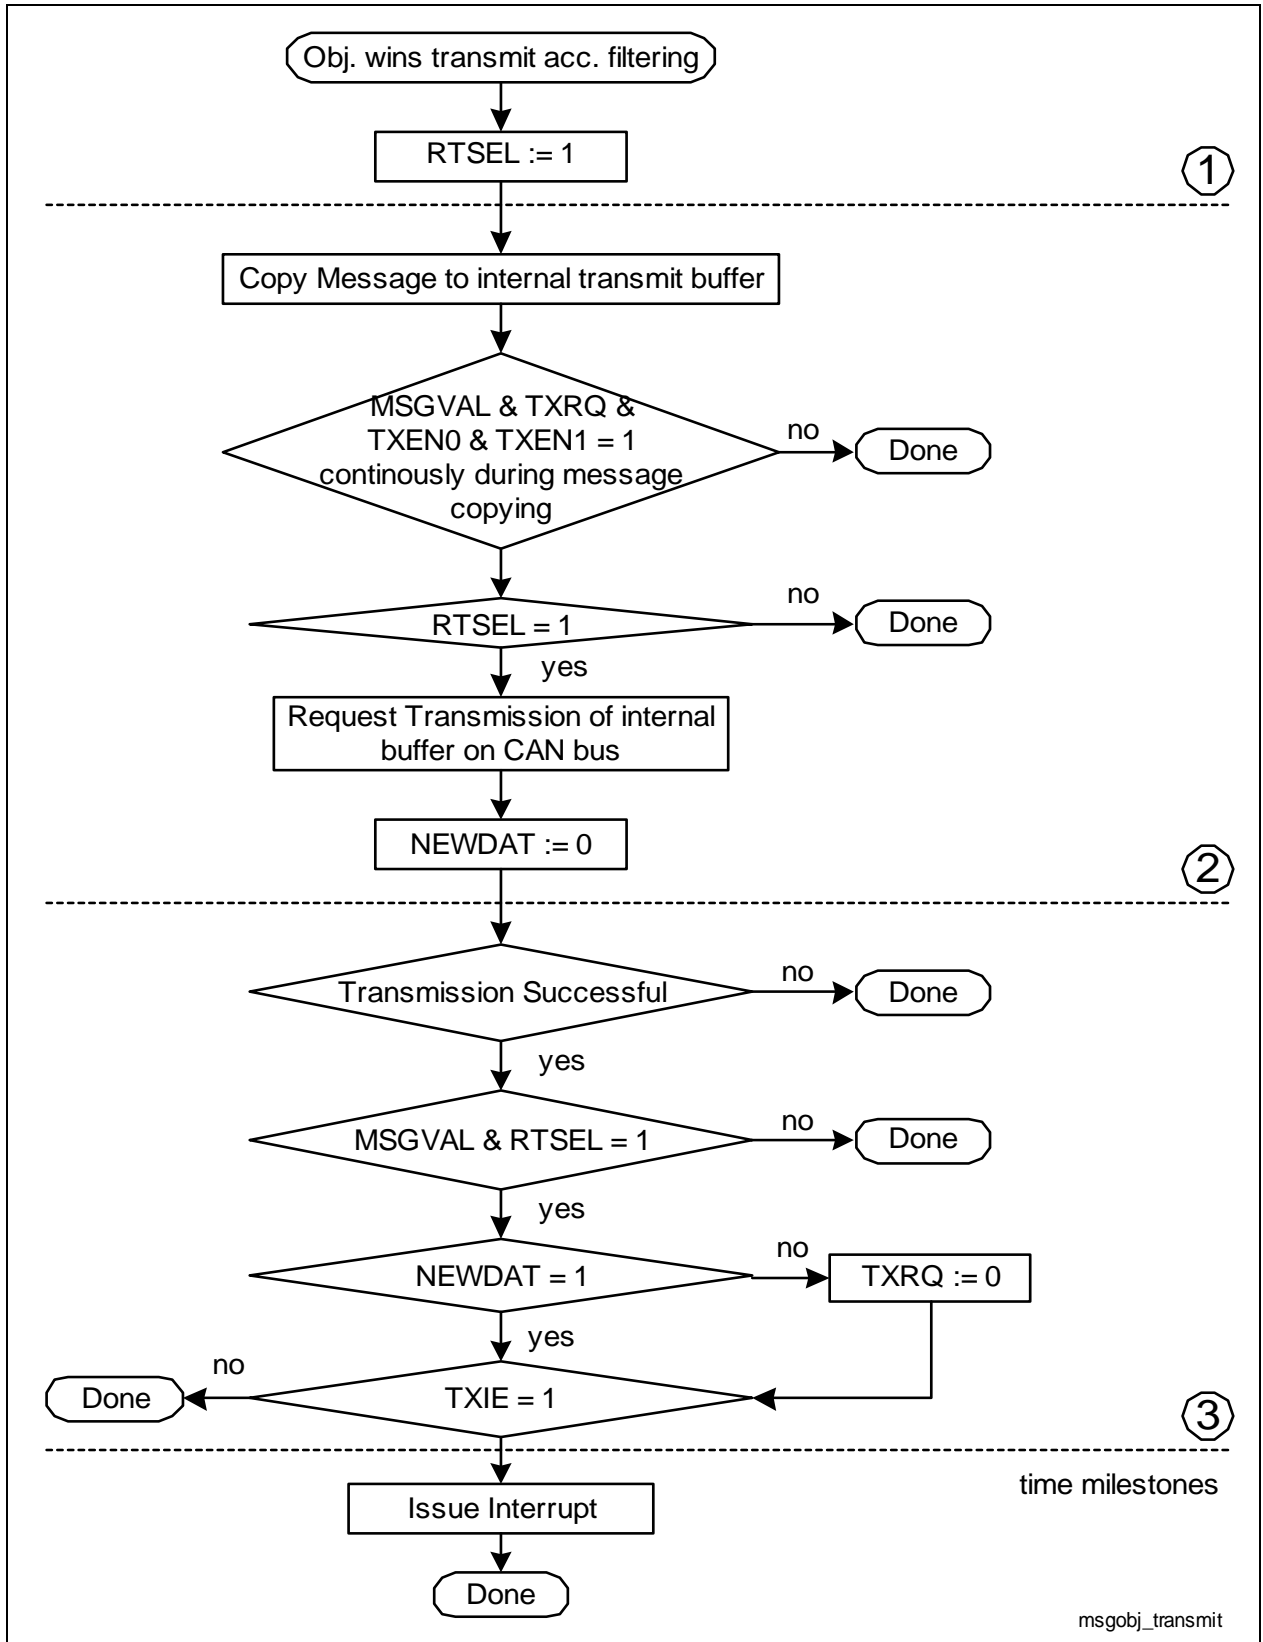 Obj. wins transmit acc. filtering
RTSEL := 1
1
Copy Message to internal transmit buffer
MSGVAL & TXRQ &
TXEN0 & TXEN1 = 1
continously during message
copying
no
Done
RTSEL = 1
no
Done
yes
Request Transmission of internal
buffer on CAN bus
NEWDAT := 0
2
Transmission Successful
no
Done
yes
MSGVAL & RTSEL = 1
no
Done
yes
NEWDAT = 1
no
TXRQ := 0
yes
TXIE = 1
no
Done
3
time milestones
Issue Interrupt
Done
msgobj_transmit